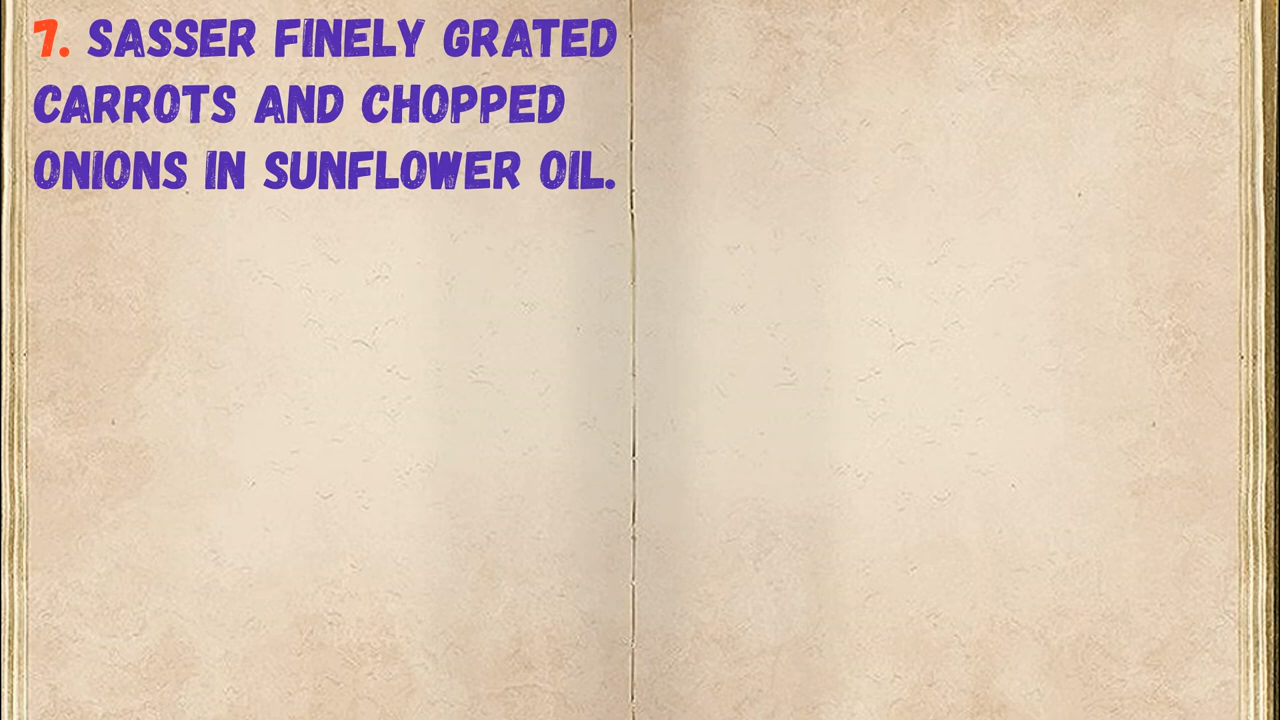 7. SASSER FINELY GRATED
CARROTS AND CHOPPED
ONIONS IN SUNFLOWER OIL.